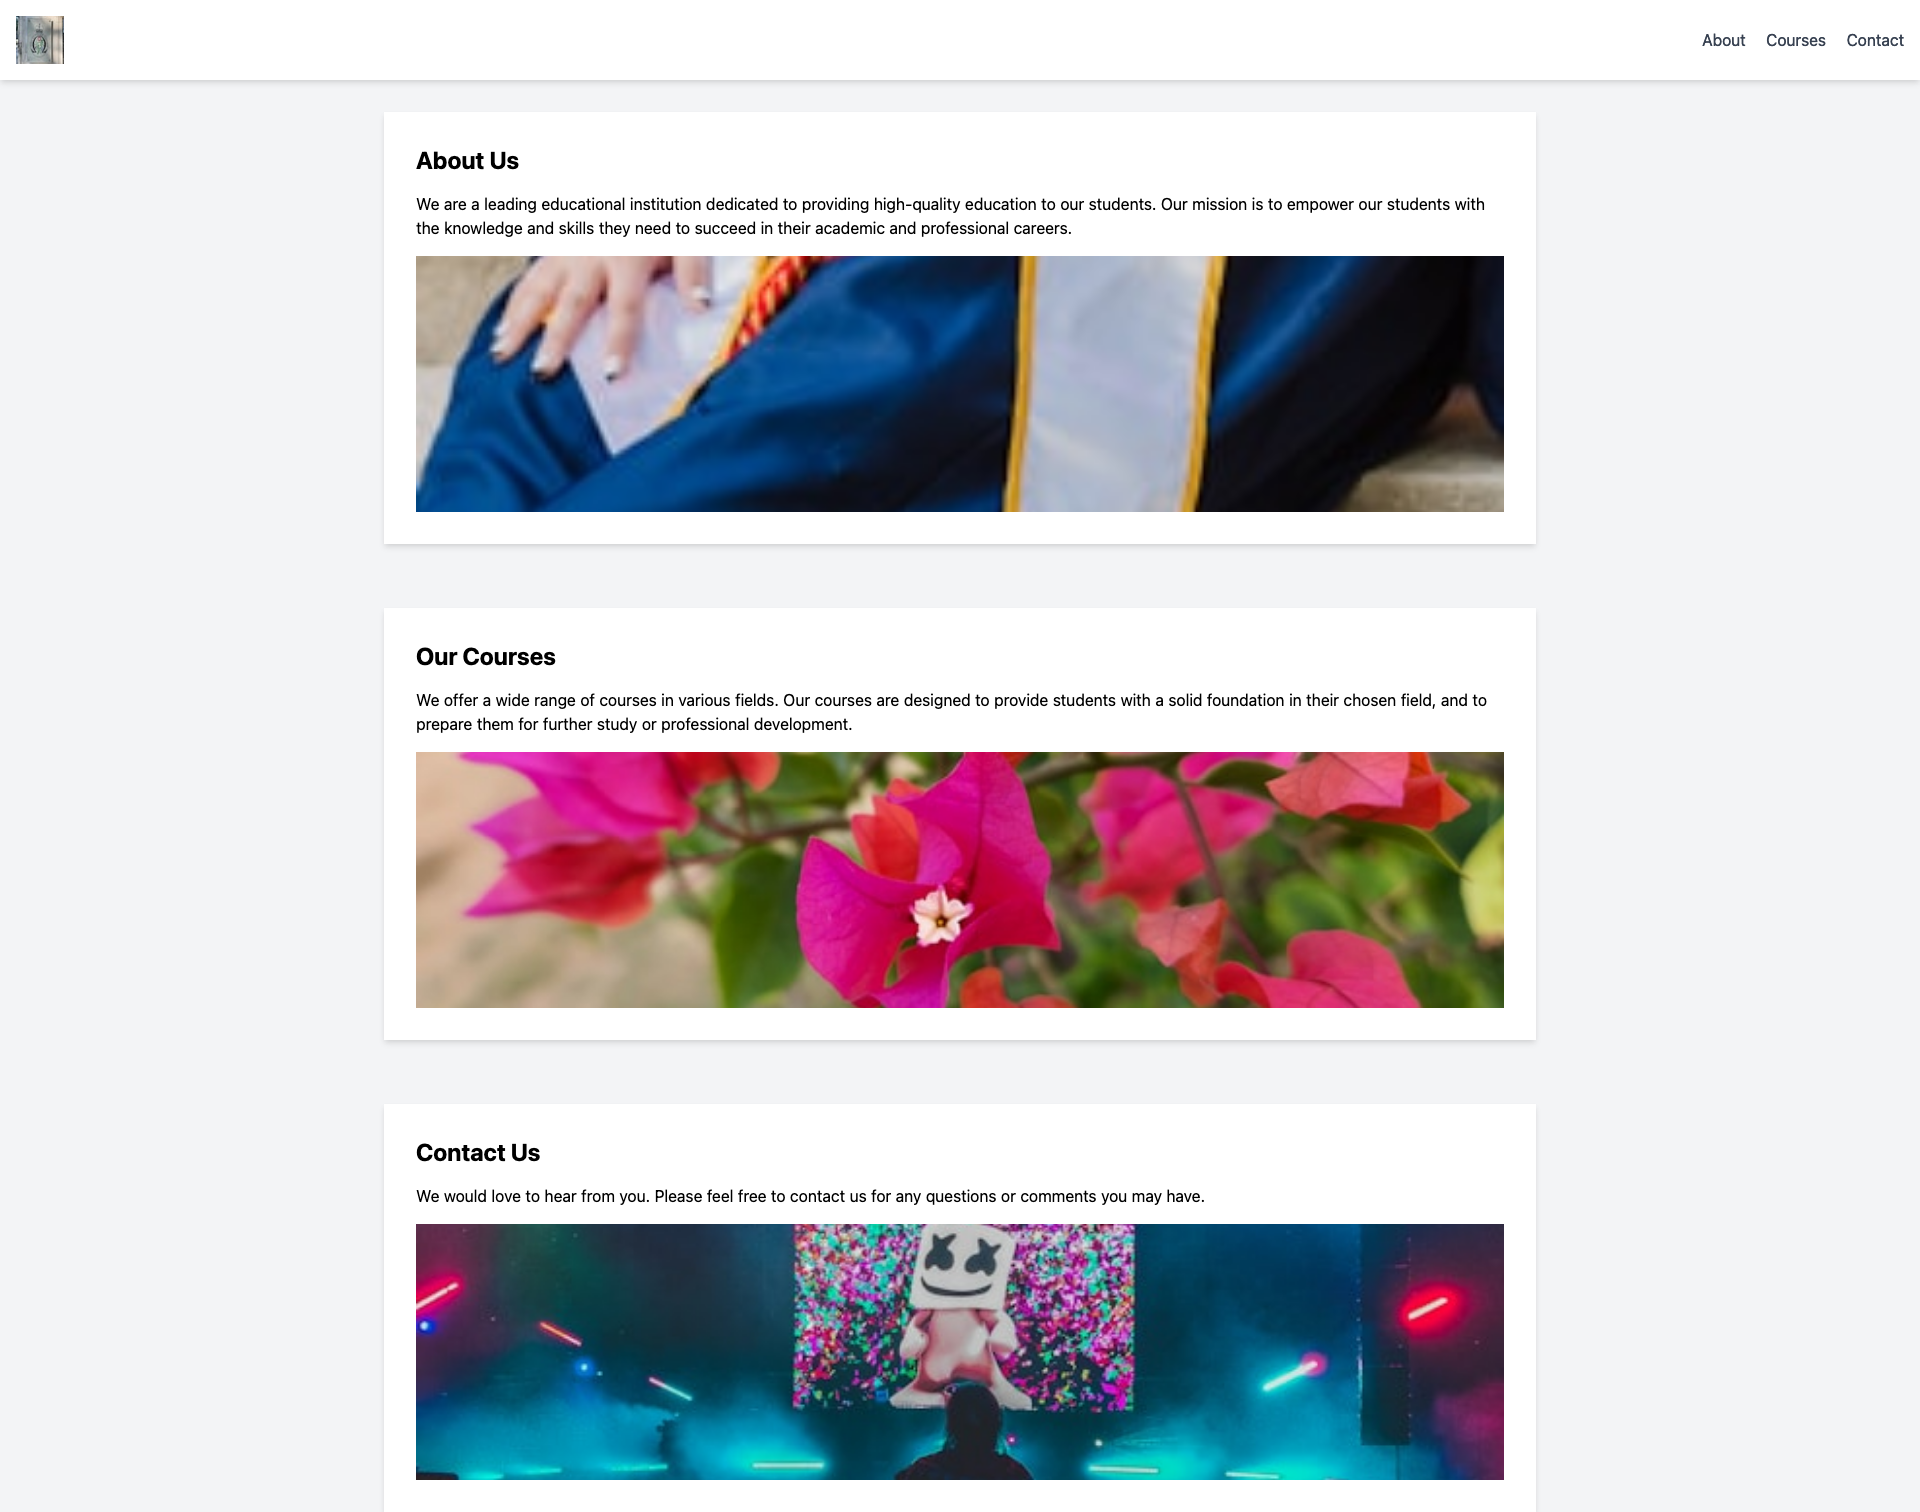 About Courses Contact
About Us
We are a leading educational institution dedicated to providing high-quality education to our students. Our mission is to empower our students with
the knowledge and skills they need to succeed in their academic and professional careers.
Our Courses
We offer a wide range of courses in various fields. Our courses are designed to provide students with a solid foundation in their chosen field, and to
prepare them for further study or professional development.
Contact Us
We would love to hear from you. Please feel free to contact us for any questions or comments you may have.